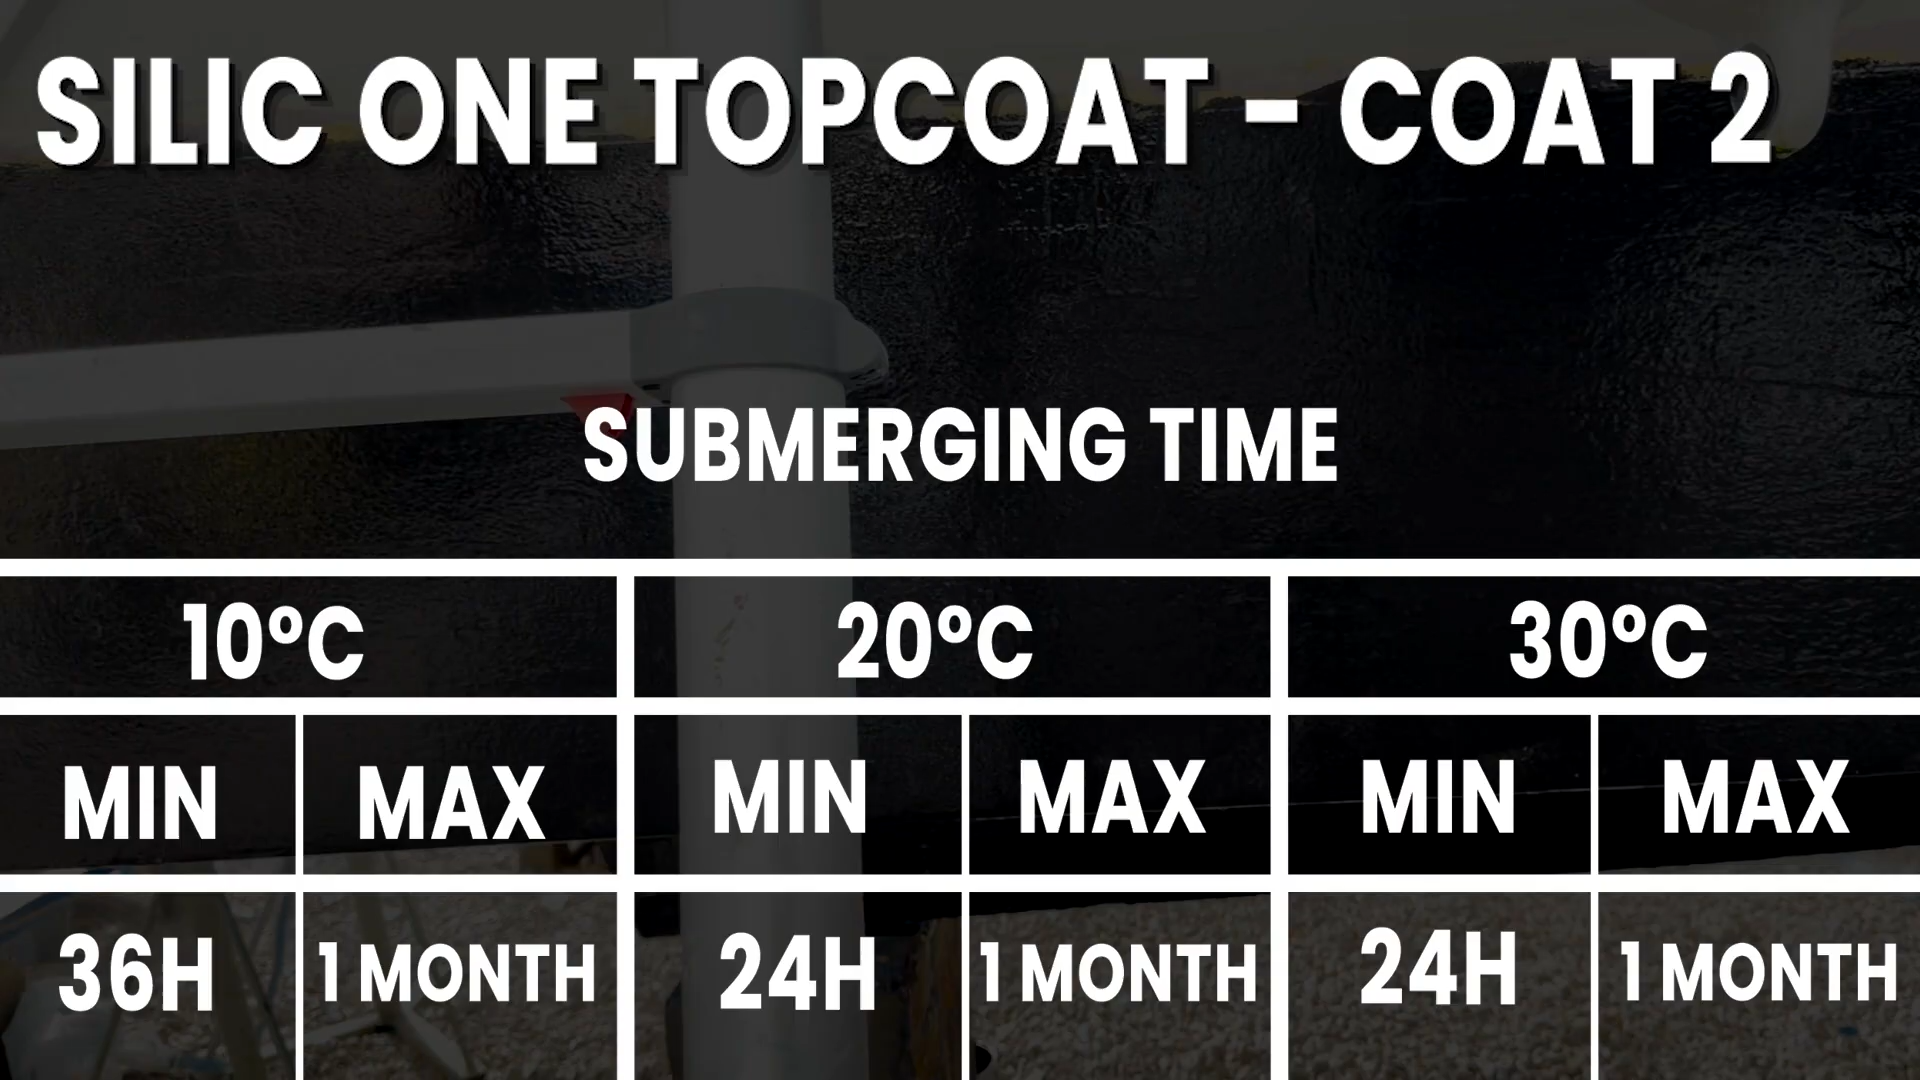 SILIC ONE TOPCOAT - COAT 2
SUBMERGING TIME
10°C 20°C 30°C
MIN MAX MIN MAX MIN MAX
36H 1 MONTH 24H 1 MONTH 24H 1 MONTH